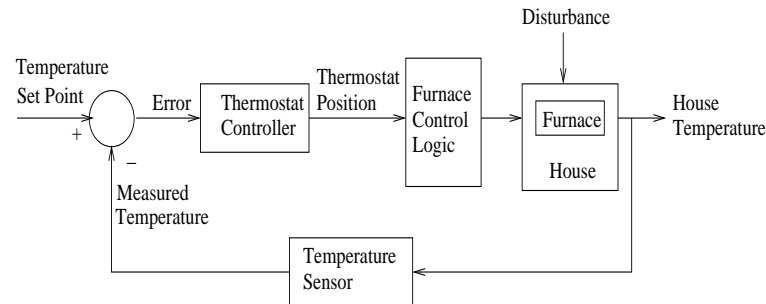 Disturbance
Temperature
Set Point
+
−
Error
Thermostat
Controller
Thermostat
Position
Furnace
Control
Logic
Furnace
House
House
Temperature
Measured
Temperature
Temperature
Sensor